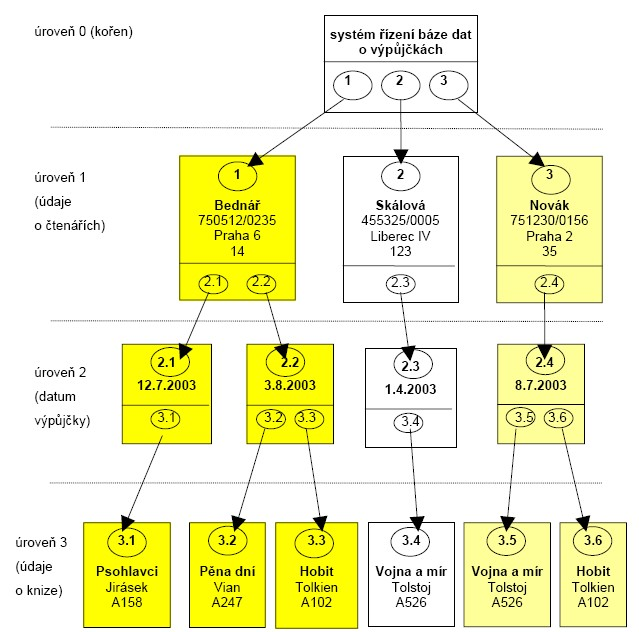 úroveň 0 (kořen)
systém řízení báze dat
o výpůjčkách
1 2 3
úroveň 1
(údaje
o čtenářích)
1
Bednář
750512/0235
Praha 6
14
2.1 2.2
2
Skálová
455325/0005
Liberec IV
123
2.3
3
Novák
751230/0156
Praha 2
35
2.4
úroveň 2
(datum
výpůjčky)
2.1
12.7.2003
3.1
2.2
3.8.2003
3.2 3.3
2.3
1.4.2003
3.4
2.4
8.7.2003
3.5 3.6
úroveň 3
(údaje
o knize)
3.1
Psohlavci
Jirásek
A158
3.2
Pěna dní
Vian
A247
3.3
Hobit
Tolkien
A102
3.4
Vojna a mír
Tolstoj
A526
3.5
Vojna a mír
Tolstoj
A526
3.6
Hobit
Tolkien
A102